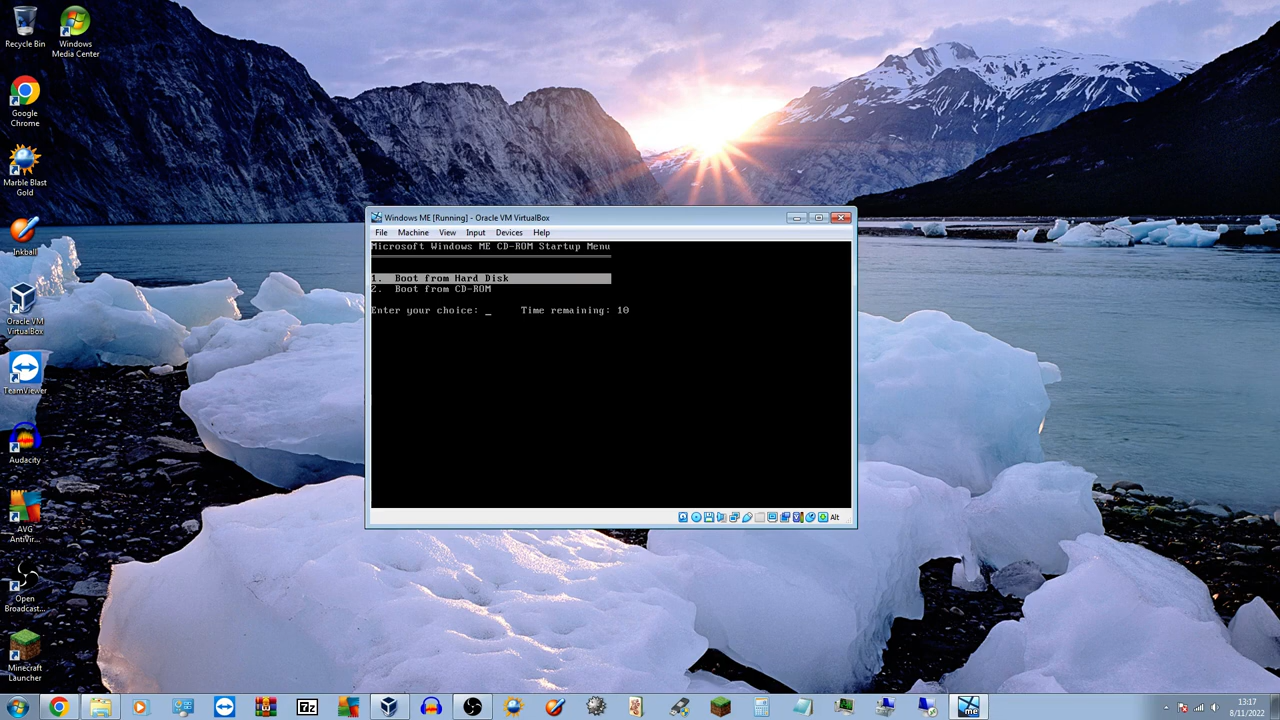 Recycle Bin
Windows
Media Center
Google
Chrome
Marble Blast
Gold
Inkball
Oracle VM
VirtualBox
TeamViewer
Audacity
AVG
AntiVir...
Open
Broadcast...
Minecraft
Launcher
Windows ME [Running] - Oracle VM VirtualBox
File Machine View Input Devices Help
Microsoft Windows ME CD-ROM Startup Menu
1. Boot from Hard Disk
2. Boot from CD-ROM
Enter your choice: _ Time remaining: 10
Alt
7z
me
13:17
8/11/2022